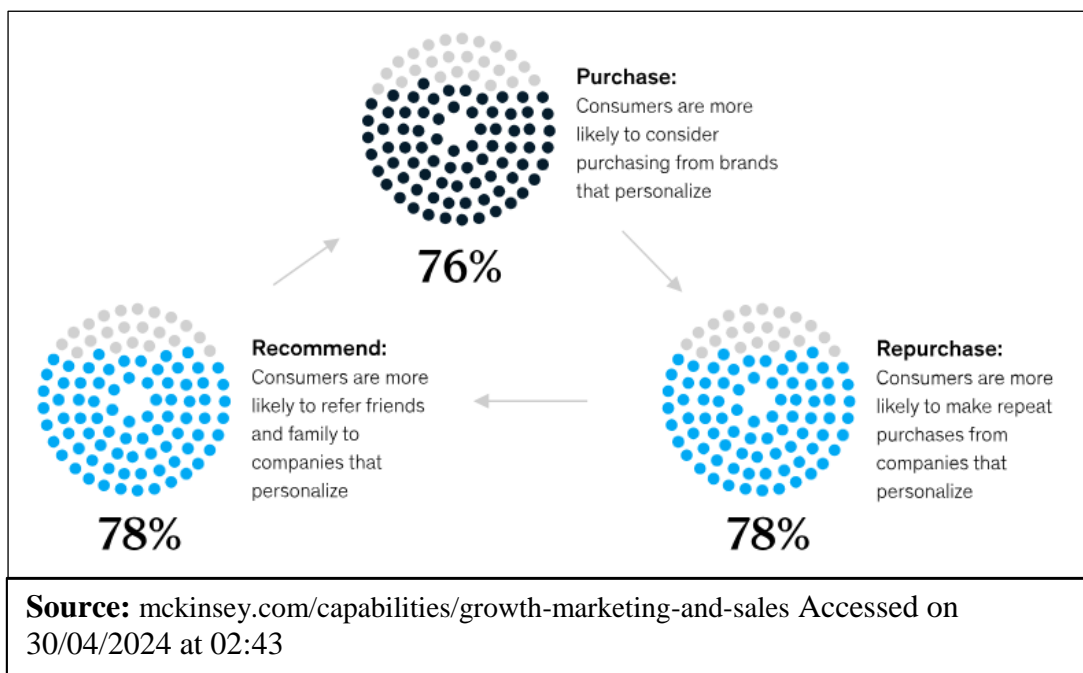 Purchase:
Consumers are more
likely to consider
purchasing from brands
that personalize
76%
Recommend:
Consumers are more
likely to refer friends
and family to
companies that
personalize
78%
Repurchase:
Consumers are more
likely to make repeat
purchases from
companies that
personalize
78%
Source: mckinsey.com/capabilities/growth-marketing-and-sales Accessed on
30/04/2024 at 02:43